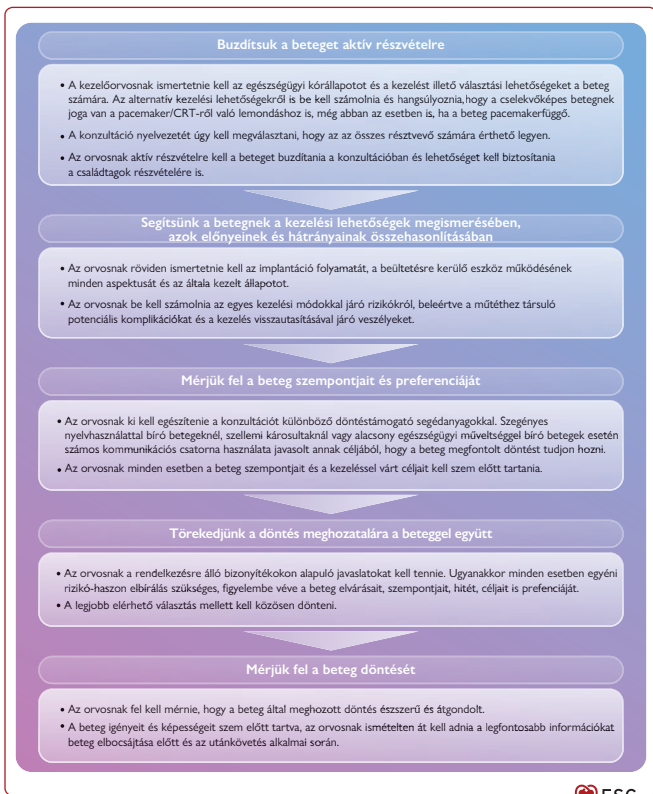 Buzdítsuk a beteget aktív részvételre
• A kezelőorvosnak ismertetnie kell az egészségügyi kórállapotot és a kezelést illető választási lehetőségeket a beteg
számára. Az alternatív kezelési lehetőségekről is be kell számolnia és hangsúlyoznia,hogy a cselekvőképes betegnek
joga van a pacemaker/CRT-ről való lemondáshoz is, még abban az esetben is, ha a beteg pacemakerfüggő.
• A konzultáció nyelvezetét úgy kell megválasztani, hogy az az összes résztvevő számára érthető legyen.
• Az orvosnak aktív részvételre kell a beteget buzdítania a konzultációban és lehetőséget kell biztosítania
a családtagok részvételére is.
Segítsünk a betegnek a kezelési lehetőségek megismerésében,
azok előnyeinek és hátrányainak összehasonlításában
• Az orvosnak röviden ismertetnie kell az implantáció folyamatát, a beültetésre kerülő eszköz működésének
minden aspektusát és az általa kezelt állapotot.
• Az orvosnak be kell számolnia az egyes kezelési módokkal járó rizikókról, beleértve a műtéthez társuló
potenciális komplikációkat és a kezelés visszautasításával járó veszélyeket.
Mérjük fel a beteg szempontjait és preferenciáját
• Az orvosnak ki kell egészítenie a konzultációt különböző döntéstámogató segédanyagokkal. Szegényes
nyelvhasználattal bíró betegeknél, szellemi károsultaknál vagy alacsony egészségügyi műveltséggel bíró betegek esetén
számos kommunikációs csatorna használata javasolt annak céljából, hogy a beteg megfontolt döntést tudjon hozni.
• Az orvosnak minden esetben a beteg szempontjait és a kezeléssel várt céljait kell szem előtt tartania.
Törekedjünk a döntés meghozatalára a beteggel együtt
• Az orvosnak a rendelkezésre álló bizonyítékokon alapuló javaslatokat kell tennie. Ugyanakkor minden esetben egyéni
rizikó-haszon elbírálás szükséges, figyelembe véve a beteg elvárásait, szempontjait, hitét, céljait is prefenciáját.
• A legjobb elérhető választás mellett kell közösen dönteni.
Mérjük fel a beteg döntését
• Az orvosnak fel kell mérnie, hogy a beteg által meghozott döntés észszerű és átgondolt.
• A beteg igényeit és képességeit szem előtt tartva, az orvosnak ismételten át kell adnia a legfontosabb információkat
beteg elbocsájtása előtt és az utánkövetés alkalmai során.
ESC